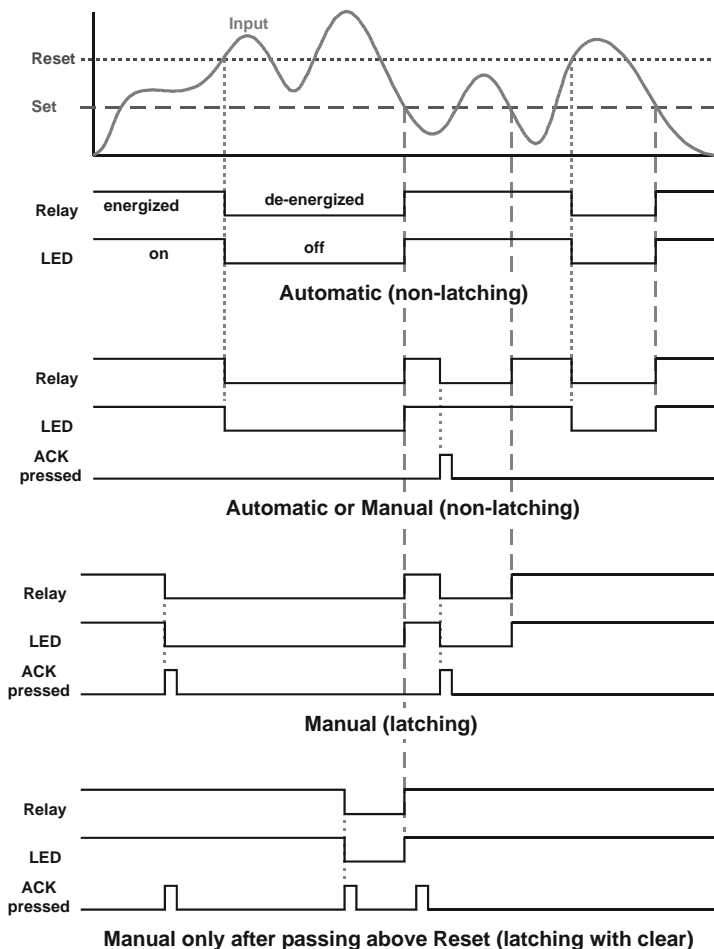 Input
Reset
Set
Relay energized de-energized
LED on off
Automatic (non-latching)
Relay
LED
ACK
pressed
Automatic or Manual (non-latching)
Relay
LED
ACK
pressed
Manual (latching)
Relay
LED
ACK
pressed
Manual only after passing above Reset (latching with clear)